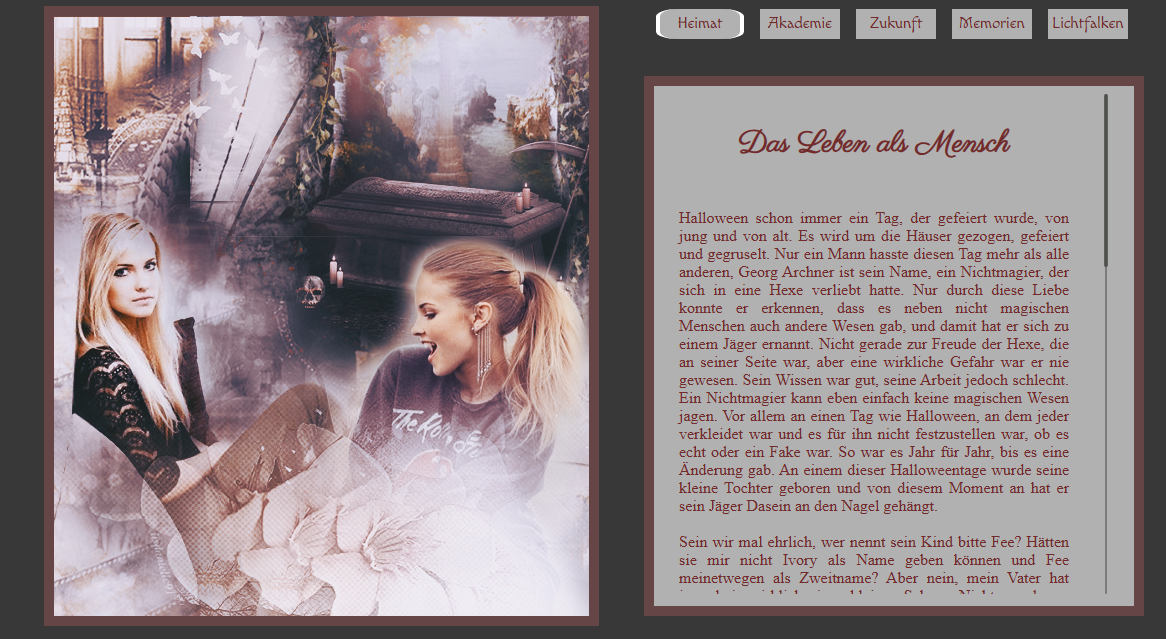 Heimat Akademie Zukunft Memorien Lichtfalken
Das Leben als Mensch
Halloween schon immer ein Tag, der gefeiert wurde, von
jung und von alt. Es wird um die Häuser gezogen, gefeiert
und gegruselt. Nur ein Mann hasste diesen Tag mehr als alle
anderen, Georg Archner ist sein Name, ein Nichtmagier, der
sich in eine Hexe verliebt hatte. Nur durch diese Liebe
konnte er erkennen, dass es neben nicht magischen
Menschen auch andere Wesen gab, und damit hat er sich zu
einem Jäger ernannt. Nicht gerade zur Freude der Hexe, die
an seiner Seite war, aber eine wirkliche Gefahr war er nie
gewesen. Sein Wissen war gut, seine Arbeit jedoch schlecht.
Ein Nichtmagier kann eben einfach keine magischen Wesen
jagen. Vor allem an einen Tag wie Halloween, an dem jeder
verkleidet war und es für ihn nicht festzustellen war, ob es
echt oder ein Fake war. So war es Jahr für Jahr, bis es eine
Änderung gab. An einem dieser Halloweentage wurde seine
kleine Tochter geboren und von diesem Moment an hat er
sein Jäger Dasein an den Nagel gehängt.
Sein wir mal ehrlich, wer nennt sein Kind bitte Fee? Hätten
sie mir nicht Ivory als Name geben können und Fee
meinetwegen als Zweitname? Aber nein, mein Vater hat
The